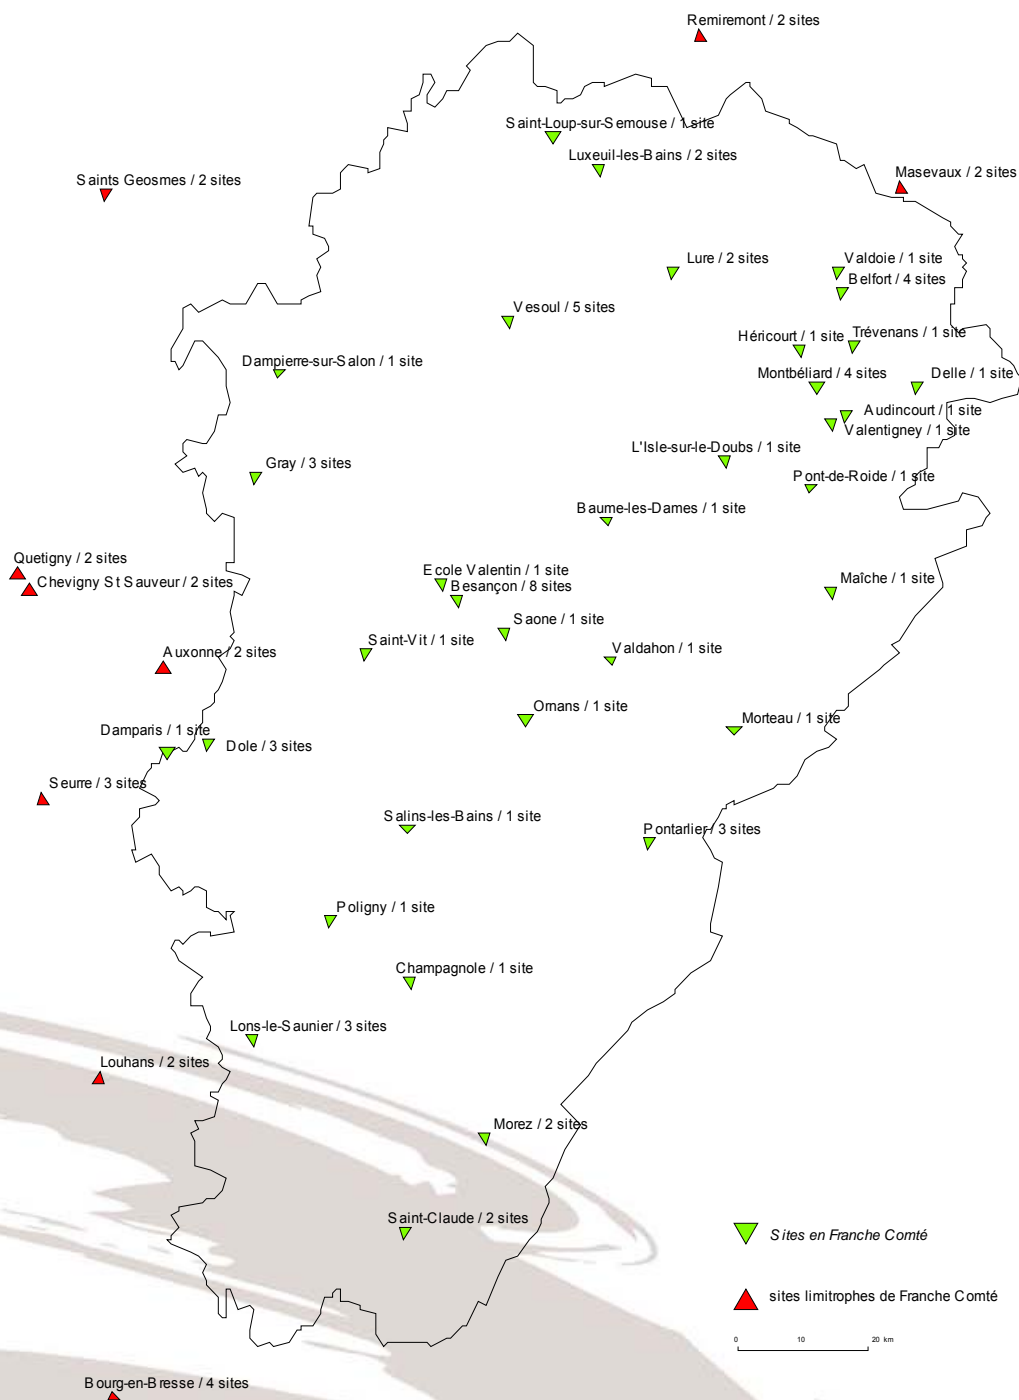 Remiremont / 2 sites
Saint-Loup-sur-Semouse / 1 site
Luxeuil-les-Bains / 2 sites
Saints Geosmes / 2 sites
Masevaux / 2 sites
Lure / 2 sites
Valdoie / 1 site
Belfort / 4 sites
Vesoul / 5 sites
Héricourt / 1 site
Trévenans / 1 site
Dampierre-sur-Salon / 1 site
Montbéliard / 4 sites
Delle / 1 site
Audincourt / 1 site
Valentigney / 1 site
L'Isle-sur-le-Doubs / 1 site
Gray / 3 sites
Pont-de-Roide / 1 site
Baume-les-Dames / 1 site
Quetigny / 2 sites
Chevigny St Sauveur / 2 sites
Ecole Valentin / 1 site
Besançon / 8 sites
Maîche / 1 site
Saone / 1 site
Saint-Vit / 1 site
Valdahon / 1 site
Auxonne / 2 sites
Ornans / 1 site
Morteau / 1 site
Damparis / 1 site
Dole / 3 sites
Seurre / 3 sites
Salins-les-Bains / 1 site
Pontarlier / 3 sites
Poligny / 1 site
Champagnole / 1 site
Lons-le-Saunier / 3 sites
Louhans / 2 sites
Morez / 2 sites
Saint-Claude / 2 sites
Sites en Franche Comté
sites limitrophes de Franche Comté
0 10 20 km
Bourg-en-Bresse / 4 sites